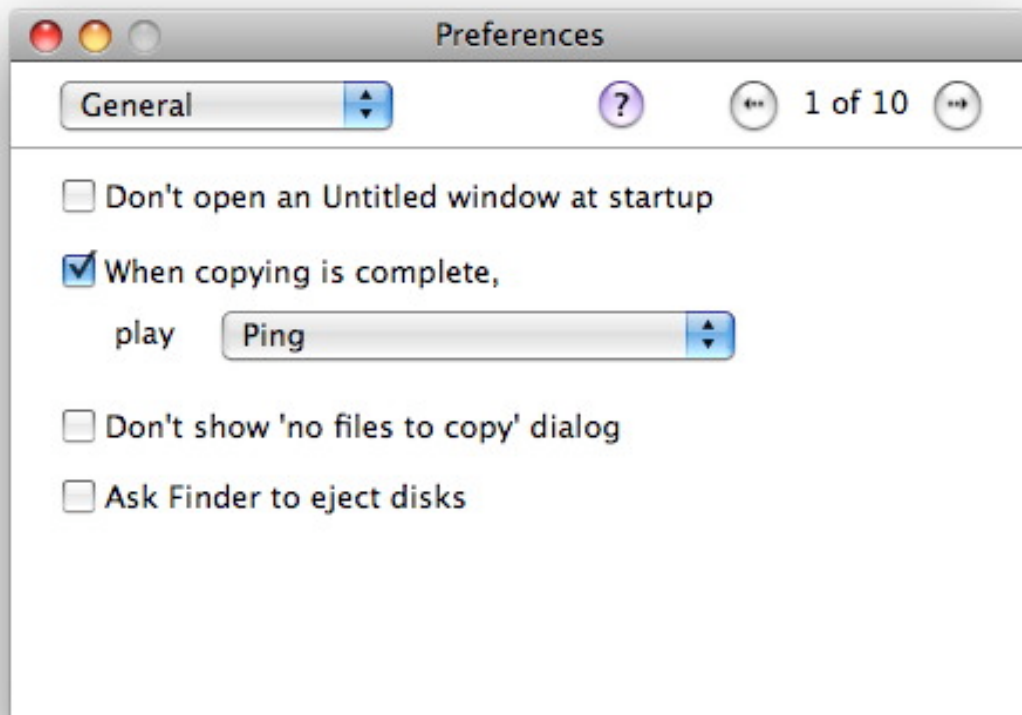 Preferences
General
?
1 of 10
Don't open an Untitled window at startup
When copying is complete,
play Ping
Don't show 'no files to copy' dialog
Ask Finder to eject disks